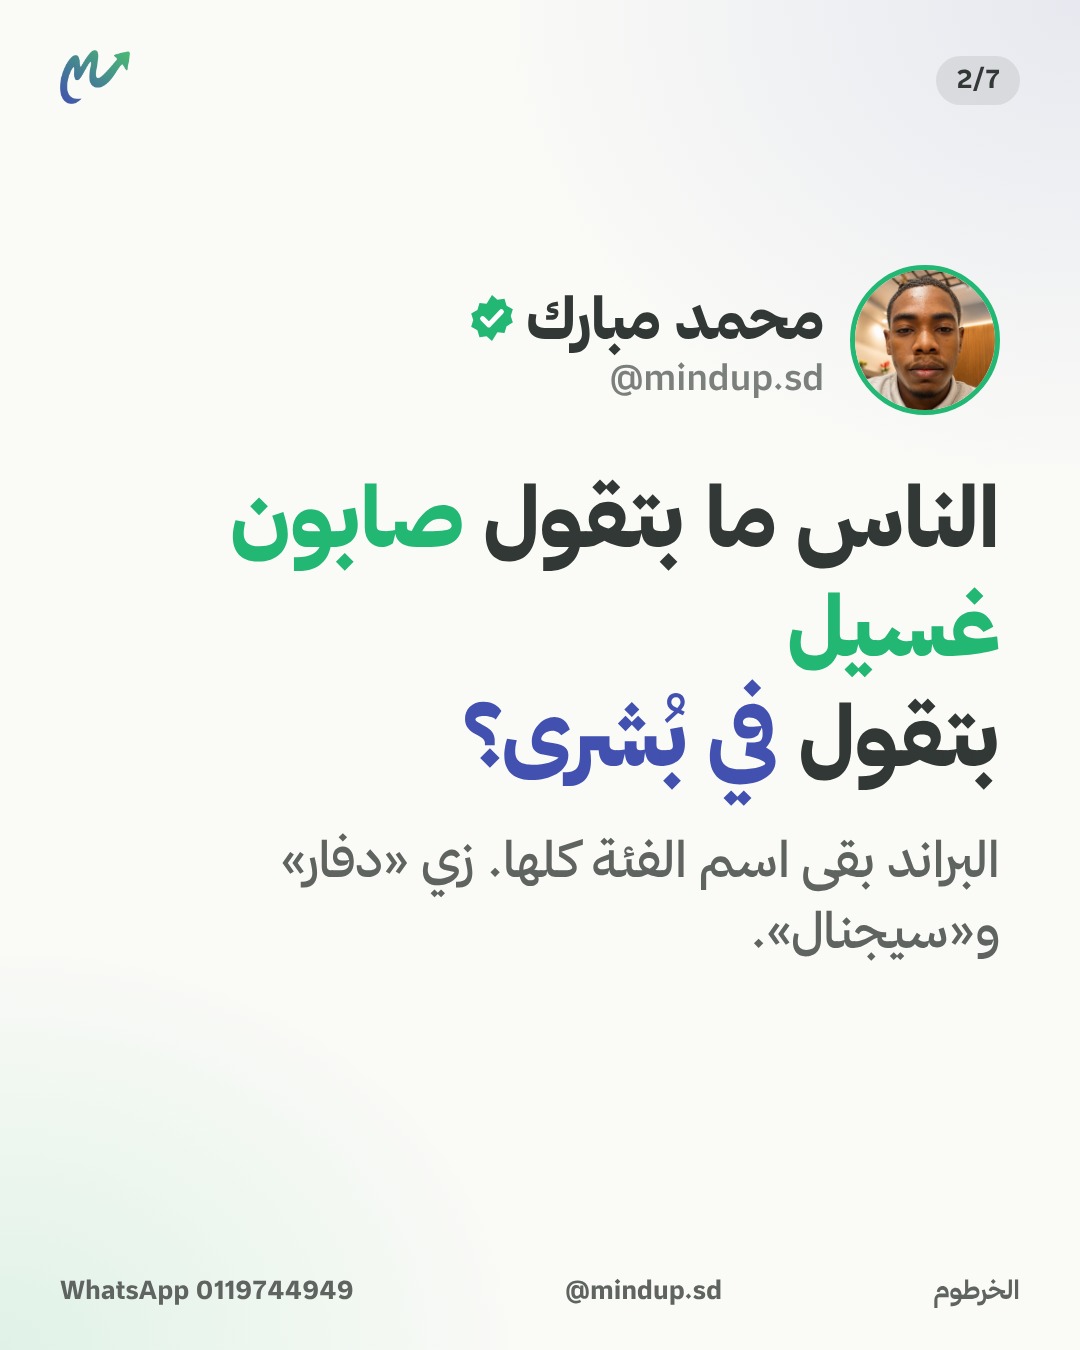 2/7
محمد مبارك
@mindup.sd
الناس ما بتقول صابون
غسيل
بتقول في بُشرى؟
البراند بقى اسم الفئة كلها. زي «دفار»
و«سيجنال».
الخرطوم
@mindup.sd
WhatsApp 0119744949